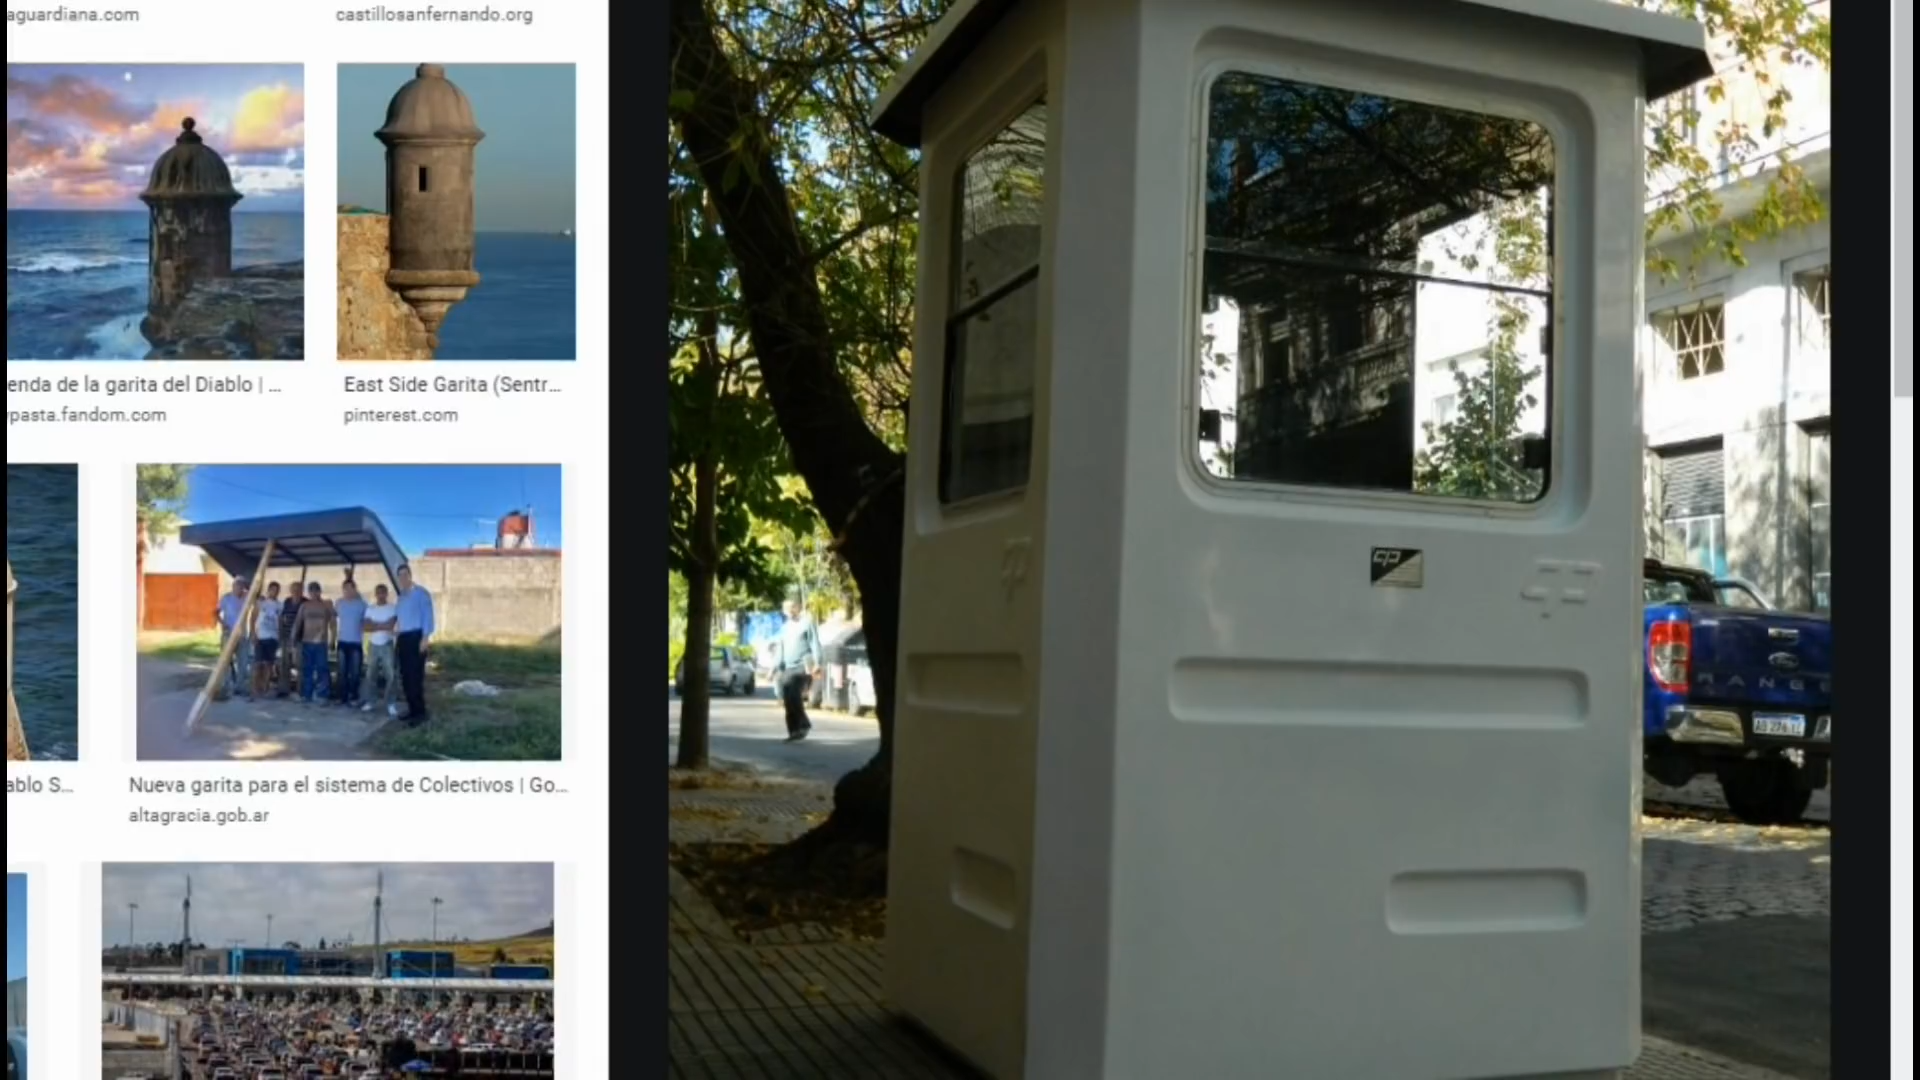 aguardiana.com
castillosanfernando.org
enda de la garita del Diablo | ...
East Side Garita (Sentr...
pasta.fandom.com
pinterest.com
ablo S...
Nueva garita para el sistema de Colectivos | Go...
altagracia.gob.ar
RANGE